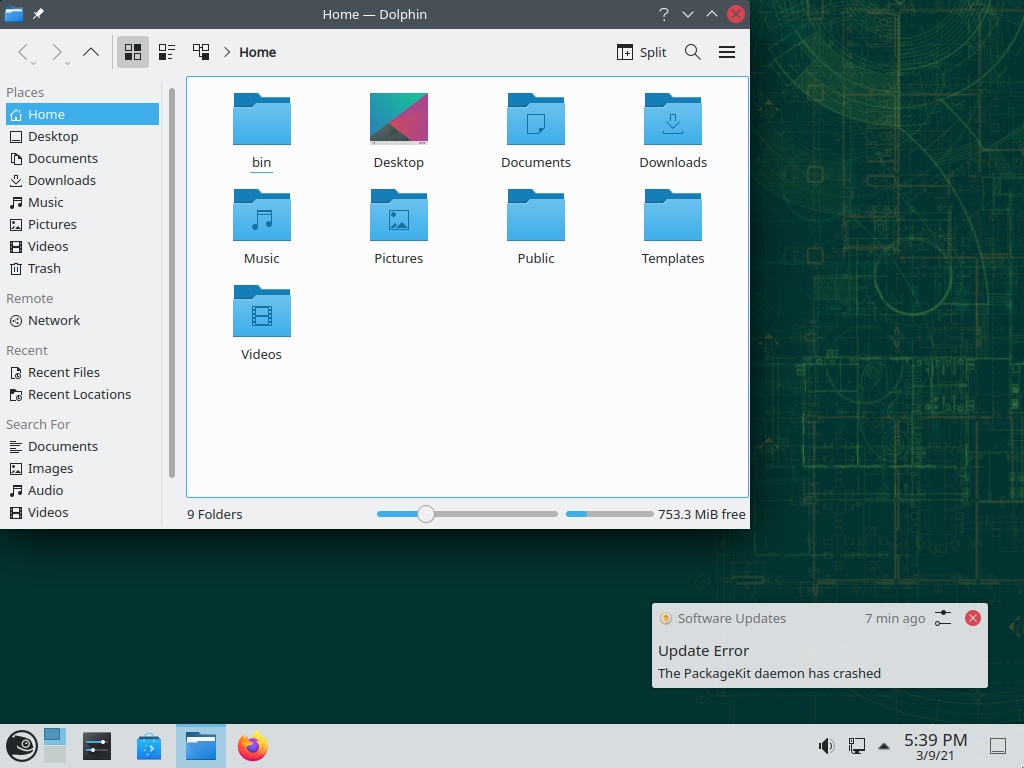 Home — Dolphin
Split
Home
Places
Home
Desktop
Documents
Downloads
Music
Pictures
Videos
Trash
Remote
Network
Recent
Recent Files
Recent Locations
Search For
Documents
Images
Audio
Videos
bin
Desktop
Documents
Downloads
Music
Pictures
Public
Templates
Videos
9 Folders
753.3 MiB free
Software Updates
7 min ago
Update Error
The PackageKit daemon has crashed
5:39 PM
3/9/21